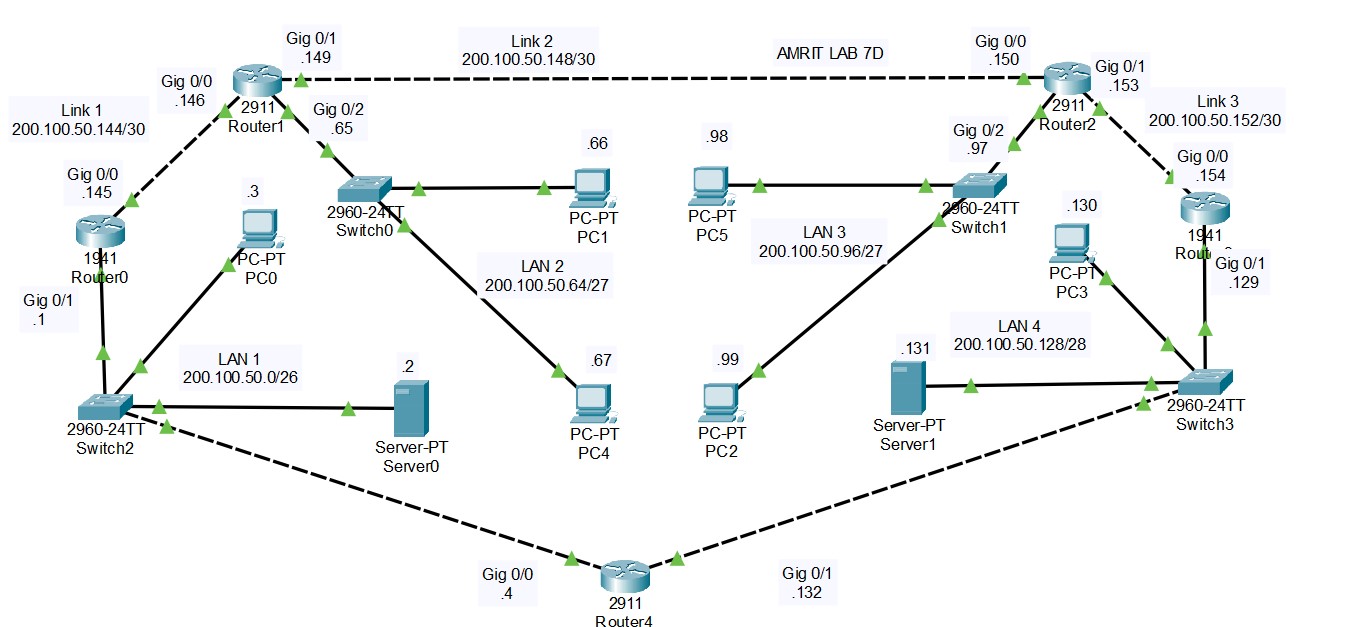 Gig 0/1
.149
Link 2
200.100.50.148/30
AMRIT LAB 7D
Gig 0/0
.150
Gig 0/1
.153
Gig 0/0
.146
2911
Router1
Gig 0/2
.65
Link 1
200.100.50.144/30
2911
Router2
Link 3
200.100.50.152/30
Gig 0/2
.97
.66
.98
Gig 0/0
.145
.3
Gig 0/0
.154
2960-24TT
Switch0
PC-PT
PC1
PC-PT
PC5
2960-24TT
Switch1
.130
1941
Router0
PC-PT
PC0
LAN 3
200.100.50.96/27
1941
PC-PT
PC3
Gig 0/1
.129
LAN 2
200.100.50.64/27
Gig 0/1
.1
LAN 4
200.100.50.128/28
LAN 1
200.100.50.0/26
.2
.67
.99
.131
2960-24TT
Switch2
Server-PT
Server0
PC-PT
PC4
PC-PT
PC2
Server-PT
Server1
2960-24TT
Switch3
Gig 0/0
.4
2911
Router4
Gig 0/1
.132